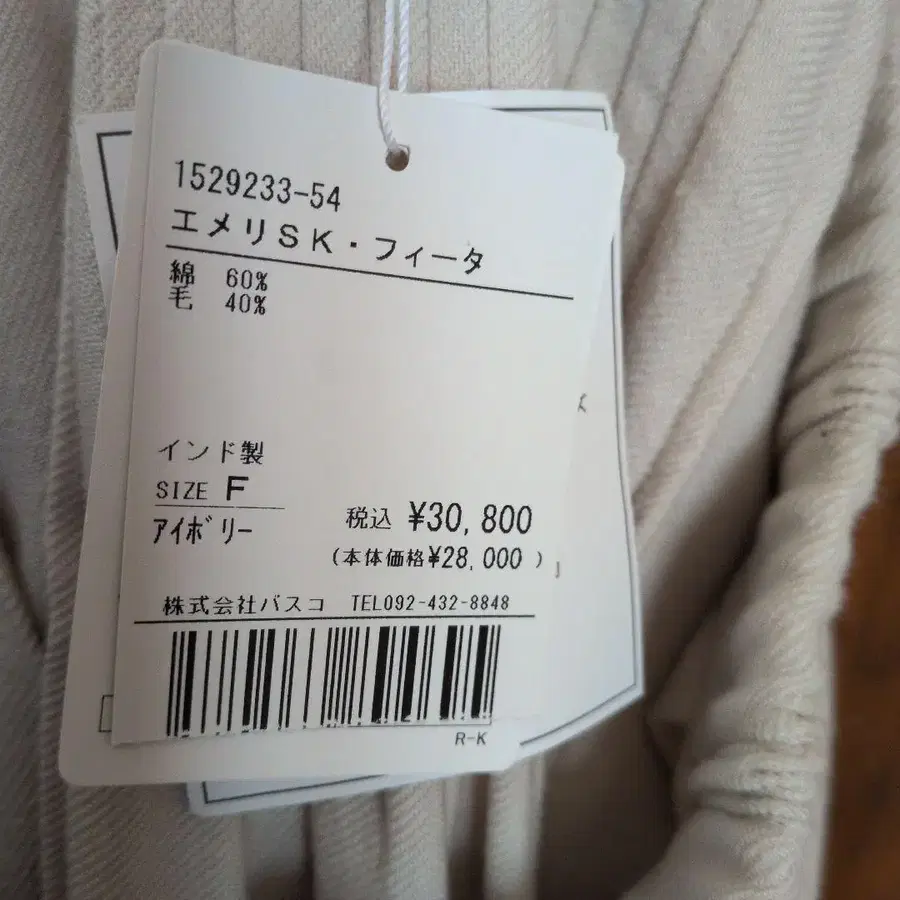 1529233-54
エメリSK・フィータ
綿 60%
毛 40%
インド製
SIZE F
アイボリー 税込 ¥30,800
(本体価格¥28,000 )
株式会社バスコ TEL092-432-8848
R-K